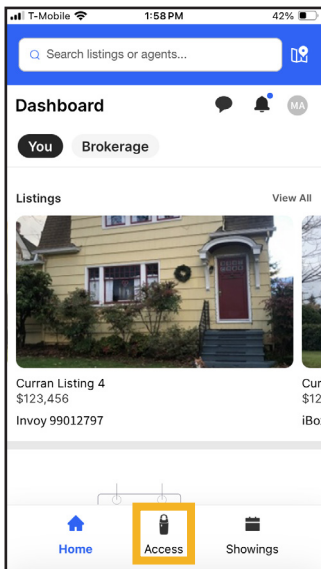 T-Mobile 1:58 PM 42%
Search listings or agents...
Dashboard MA
You Brokerage
Listings View All
Curran Listing 4 Cur
$123,456 $12
Invoy 99012797 iBo
Home Access Showings